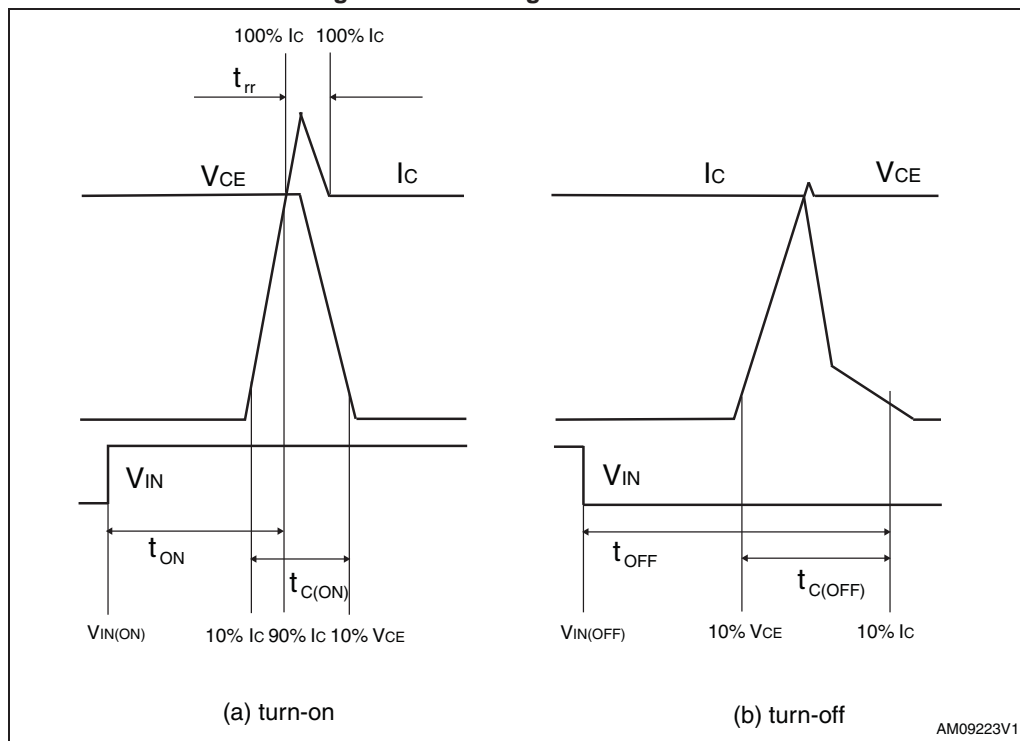 100% IC 100% IC
trr
VCE IC
IC VCE
VIN
VIN
tON
tOFF
tC(ON)
tC(OFF)
VIN(ON) 10% IC 90% IC 10% VCE
VIN(OFF) 10% VCE 10% IC
(a) turn-on
(b) turn-off
AM09223V1